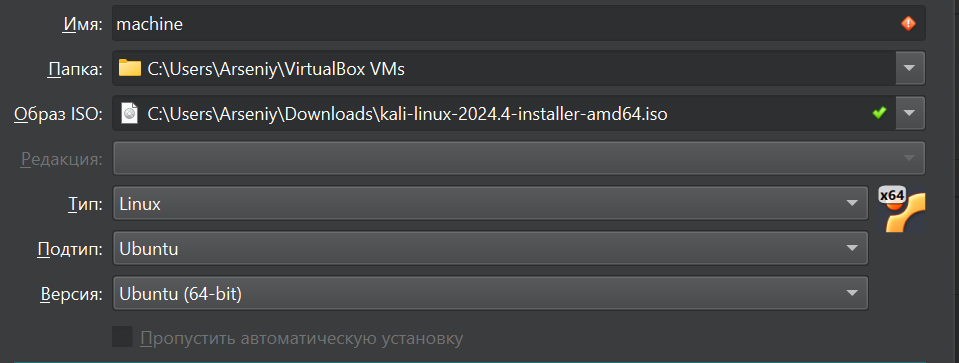 Имя: machine
Папка: C:\Users\Arseniy\VirtualBox VMs
Образ ISO: C:\Users\Arseniy\Downloads\kali-linux-2024.4-installer-amd64.iso
Редакция:
Тип: Linux
x64
Подтип: Ubuntu
Версия: Ubuntu (64-bit)
Пропустить автоматическую установку